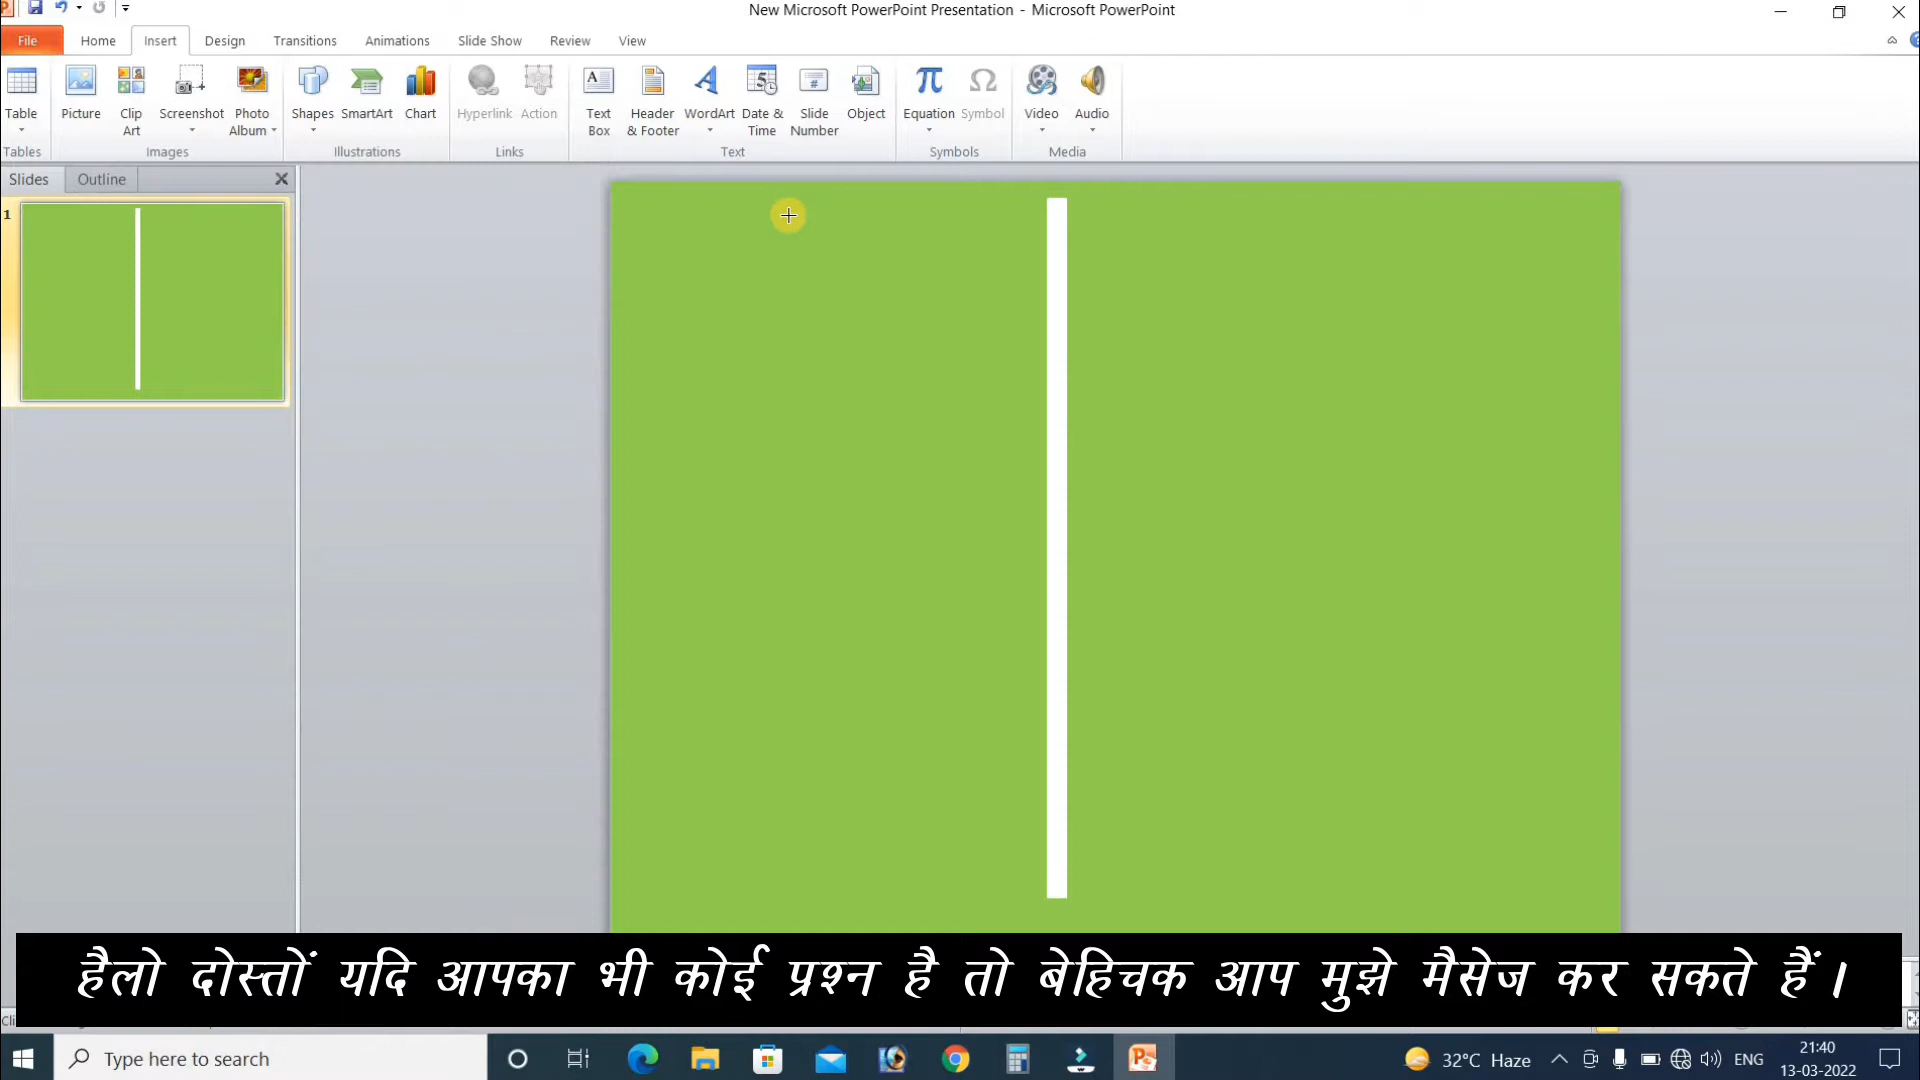 New Microsoft PowerPoint Presentation - Microsoft PowerPoint
File Home Insert Design Transitions Animations Slide Show Review View
Table Picture Clip Art Screenshot Photo Album Shapes SmartArt Chart Hyperlink Action Text Box Header & Footer WordArt Date & Time Slide Number Object Equation Symbol Video Audio
Tables Images Illustrations Links Text Symbols Media
Slides Outline
1
हैलो दोस्तों यदि आपका भी कोई प्रश्न है तो बेहिचक आप मुझे मैसेज कर सकते हैं।
Type here to search
32°C Haze
ENG
21:40
13-03-2022